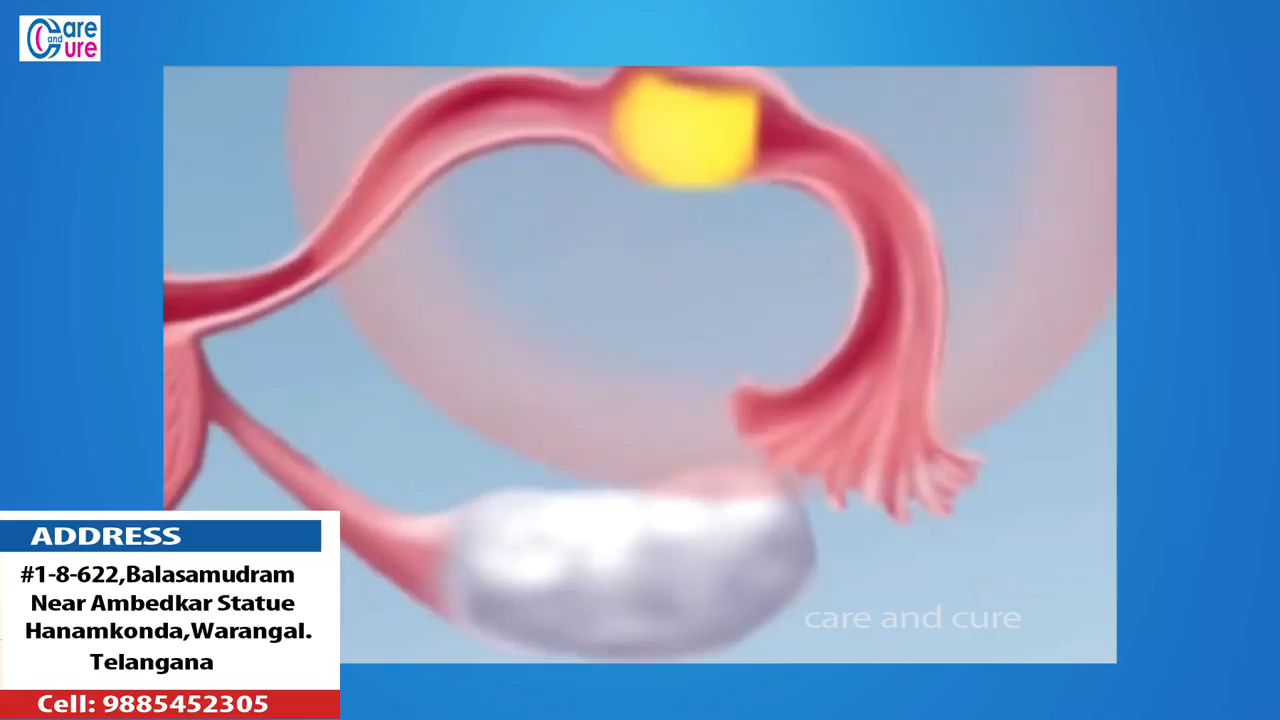 Care
and
Cure
care and cure
ADDRESS
#1-8-622,Balasamudram
Near Ambedkar Statue
Hanamkonda,Warangal.
Telangana
Cell: 9885452305